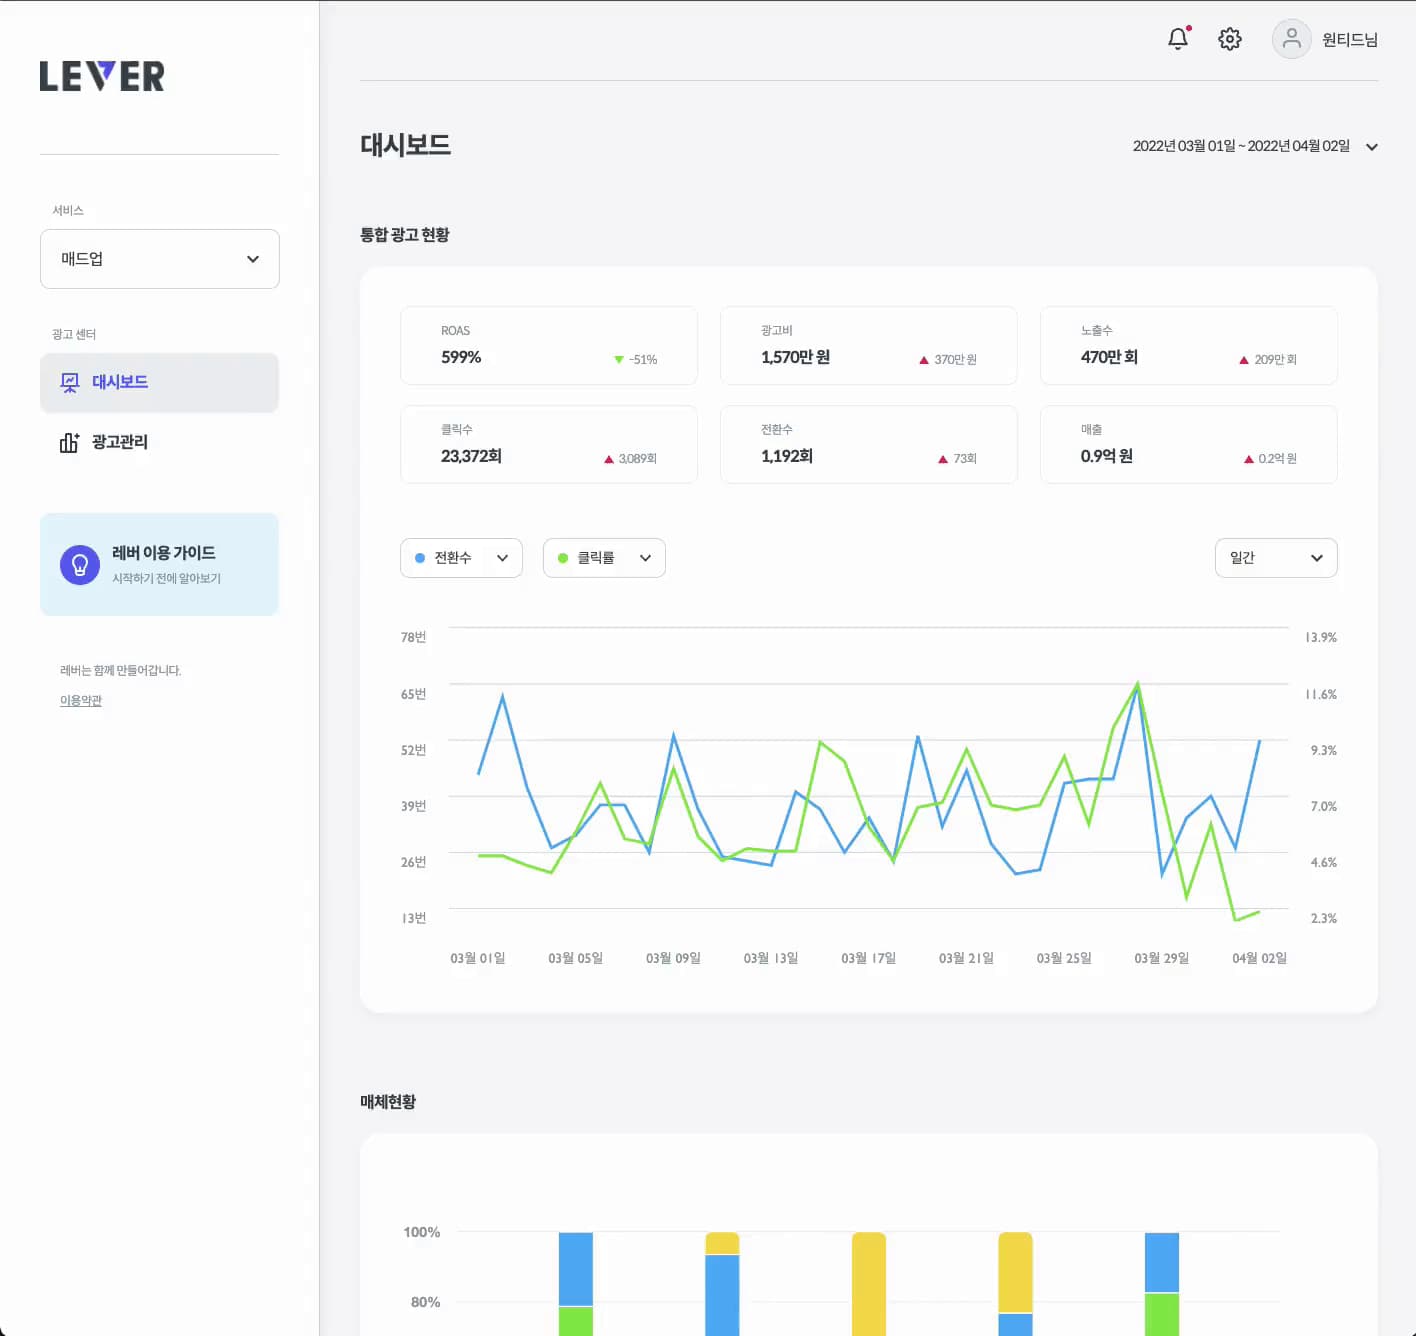 LEVER
원티드님
대시보드
2022년 03월 01일 ~ 2022년 04월 02일
서비스
매드업
광고 센터
대시보드
광고관리
레버 이용 가이드
시작하기 전에 알아보기
레버는 함께 만들어갑니다.
이용약관
통합 광고 현황
ROAS
599%
-51%
광고비
1,570만 원
370만 원
노출수
470만 회
209만 회
클릭수
23,372회
3,089회
전환수
1,192회
73회
매출
0.9억 원
0.2억 원
전환수
클릭률
일간
78번
65번
52번
39번
26번
13번
13.9%
11.6%
9.3%
7.0%
4.6%
2.3%
03월 01일
03월 05일
03월 09일
03월 13일
03월 17일
03월 21일
03월 25일
03월 29일
04월 02일
매체현황
100%
80%